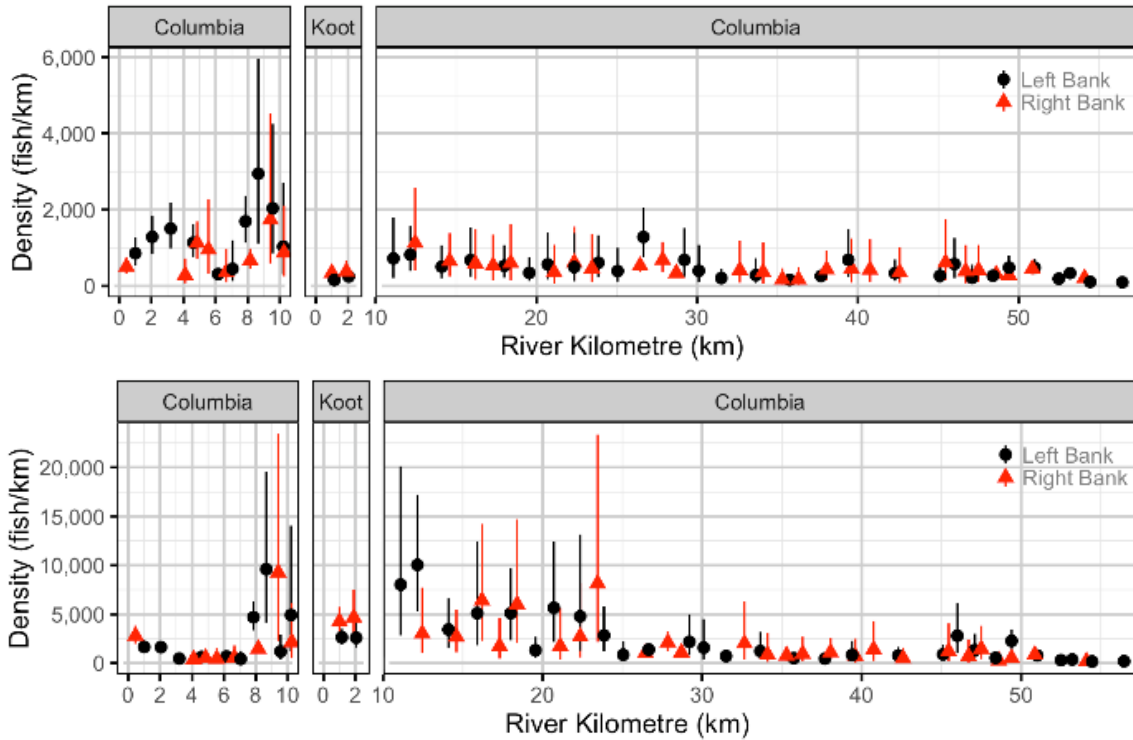 Columbia Koot Columbia
6,000
Left Bank
Right Bank
4,000
2,000
0
Density (fish/km)
0 2 4 6 8 10 0 2 10 20 30 40 50
River Kilometre (km)
Columbia Koot Columbia
Left Bank
Right Bank
20,000
15,000
10,000
5,000
0
Density (fish/km)
0 2 4 6 8 10 0 2 10 20 30 40 50
River Kilometre (km)